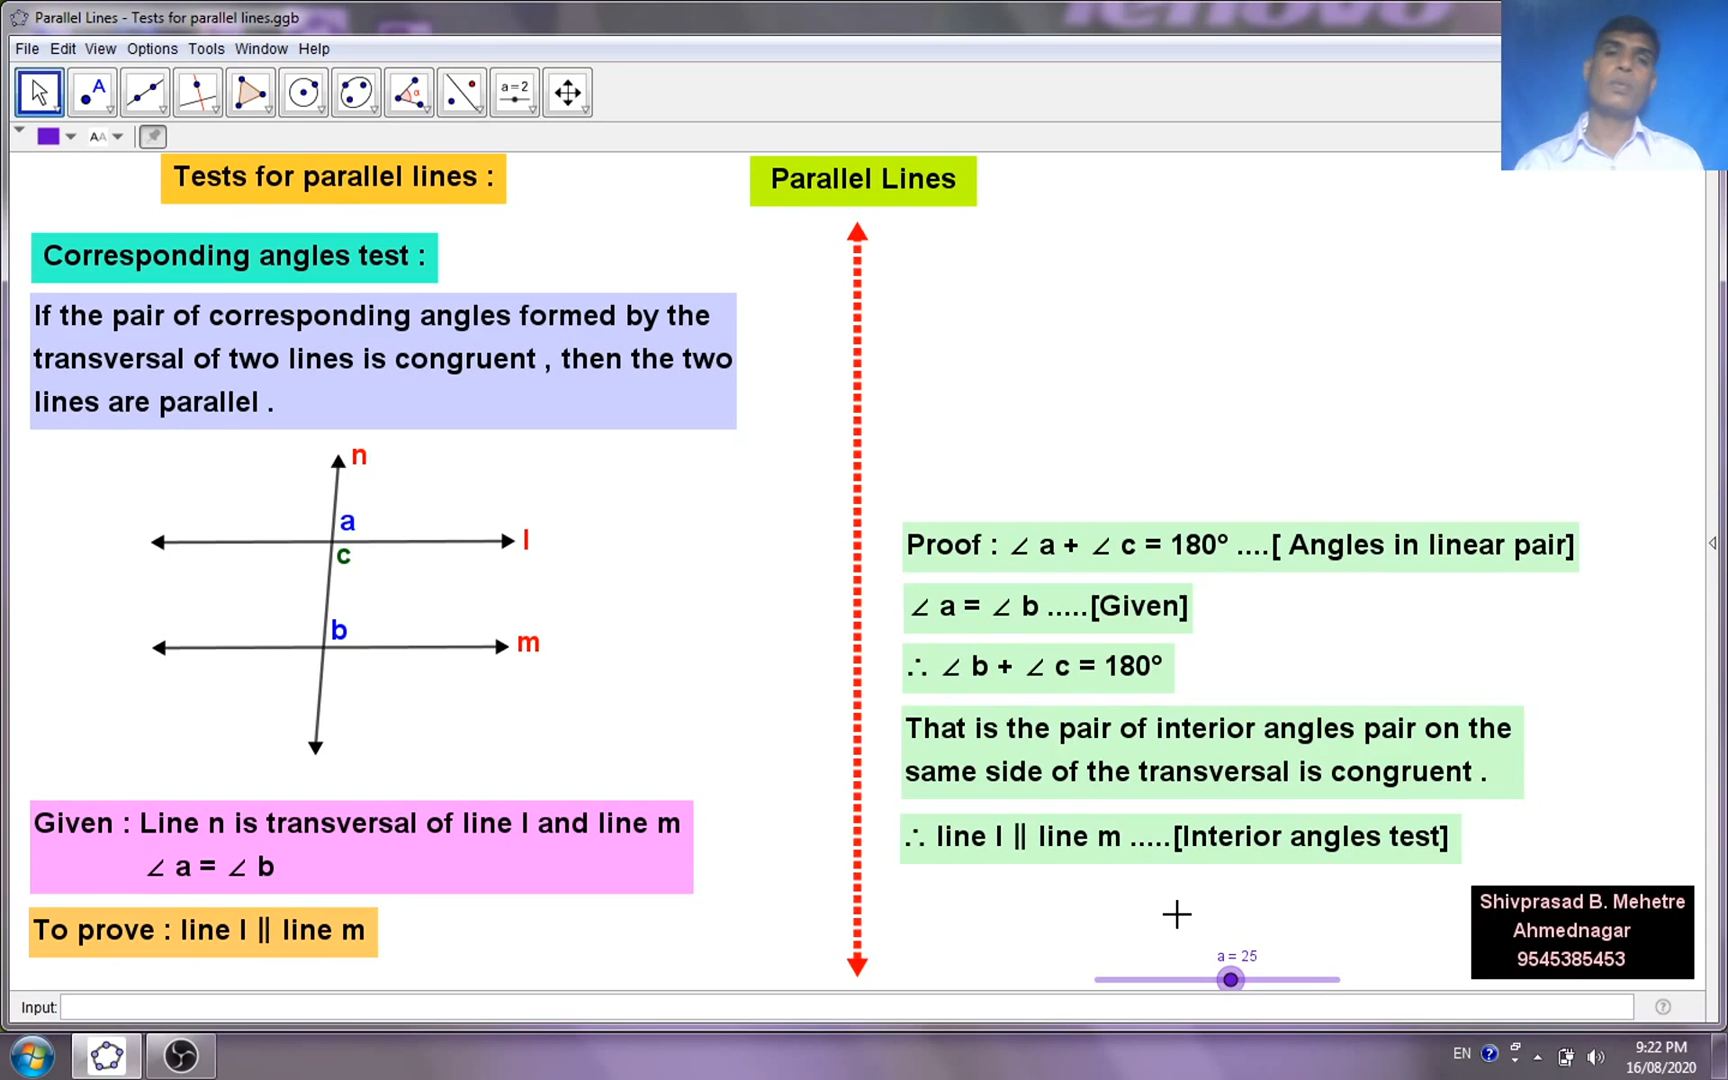 Parallel Lines - Tests for parallel lines.ggb
lenovo
File Edit View Options Tools Window Help
A
α
a = 2
AA
Tests for parallel lines :
Parallel Lines
Corresponding angles test :
If the pair of corresponding angles formed by the
transversal of two lines is congruent , then the two
lines are parallel .
n
a
l
c
b
m
Given : Line n is transversal of line l and line m
∠ a = ∠ b
To prove : line l || line m
Proof : ∠ a + ∠ c = 180° ....[ Angles in linear pair]
∠ a = ∠ b .....[Given]
∴ ∠ b + ∠ c = 180°
That is the pair of interior angles pair on the
same side of the transversal is congruent .
∴ line l || line m .....[Interior angles test]
Shivprasad B. Mehetre
Ahmednagar
9545385453
a = 25
Input:
EN
9:22 PM
16/08/2020